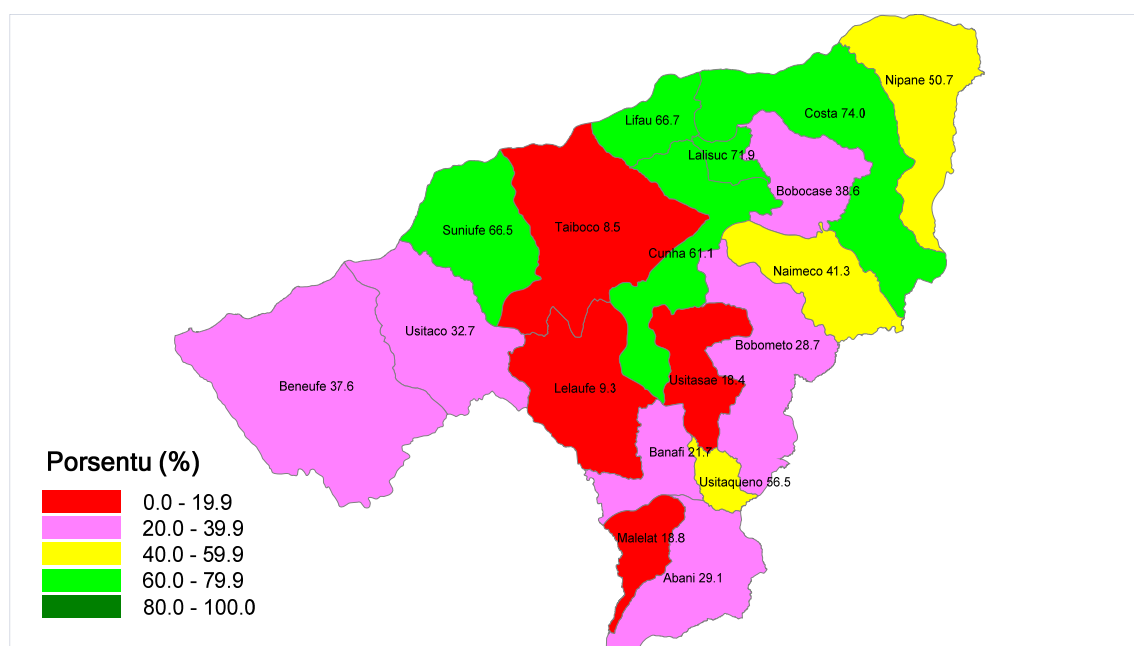 Nipane 50.7
Costa 74.0
Lifau 66.7
Lalisuc 71.9
Bobocase 38.6
Suniufe 66.5
Taiboco 8.5
Cunha 61.1
Naimeco 41.3
Usitaco 32.7
Bobometo 28.7
Beneufe 37.6
Lelaufe 9.3
Usitasae 18.4
Banafi 21.7
Usitaqueno 56.5
Malelat 18.8
Abani 29.1
Porsentu (%)
0.0 - 19.9
20.0 - 39.9
40.0 - 59.9
60.0 - 79.9
80.0 - 100.0